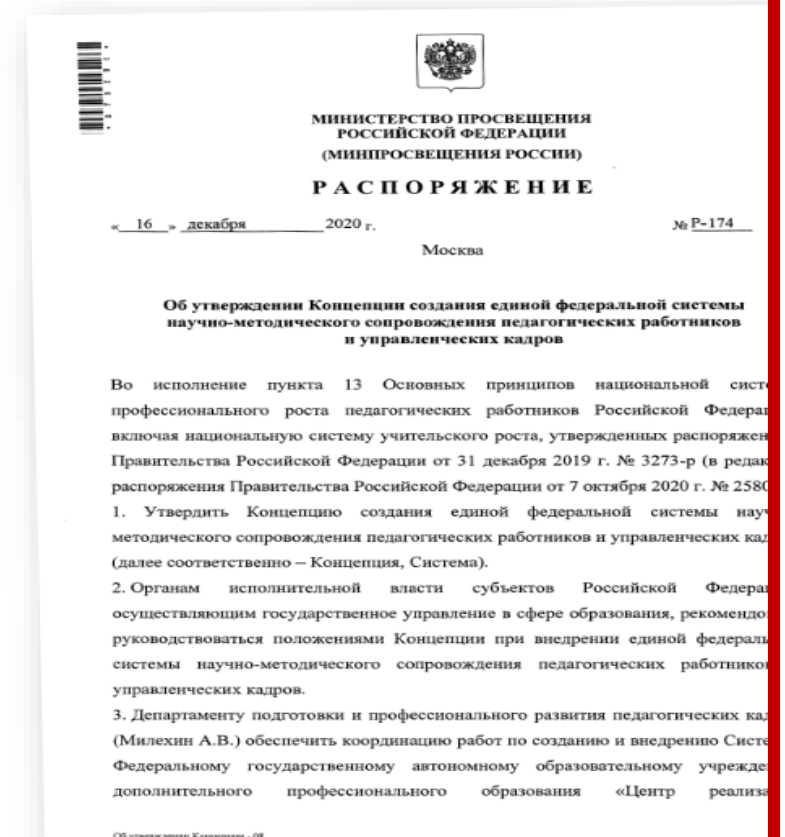 МИНИСТЕРСТВО ПРОСВЕЩЕНИЯ
РОССИЙСКОЙ ФЕДЕРАЦИИ
(МИНПРОСВЕЩЕНИЯ РОССИИ)
РАСПОРЯЖЕНИЕ
« 16 » декабря 2020 г. № Р-174
Москва
Об утверждении Концепции создания единой федеральной системы
научно-методического сопровождения педагогических работников
и управленческих кадров
Во исполнение пункта 13 Основных принципов национальной сист
профессионального роста педагогических работников Российской Федерац
включая национальную систему учительского роста, утвержденных распоряжен
Правительства Российской Федерации от 31 декабря 2019 г. № 3273-р (в редак
распоряжения Правительства Российской Федерации от 7 октября 2020 г. № 2580
1. Утвердить Концепцию создания единой федеральной системы науч
методического сопровождения педагогических работников и управленческих кад
(далее соответственно – Концепция, Система).
2. Органам исполнительной власти субъектов Российской Федерац
осуществляющим государственное управление в сфере образования, рекомендо
руководствоваться положениями Концепции при внедрении единой федераль
системы научно-методического сопровождения педагогических работнико
управленческих кадров.
3. Департаменту подготовки и профессионального развития педагогических кад
(Милехин А.В.) обеспечить координацию работ по созданию и внедрению Систе
Федеральному государственному автономному образовательному учрежде
дополнительного профессионального образования «Центр реализа
Об утверждении Концепции - 08